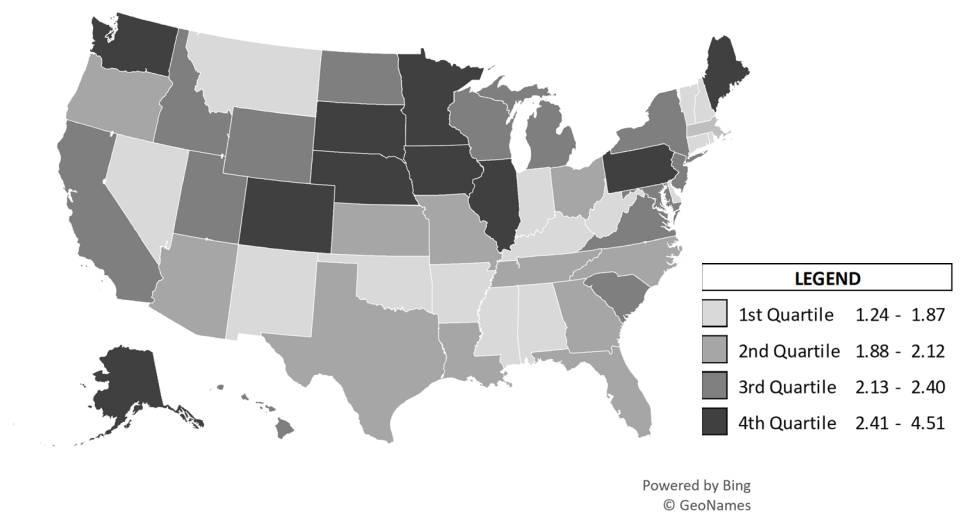 LEGEND
1st Quartile 1.24 - 1.87
2nd Quartile 1.88 - 2.12
3rd Quartile 2.13 - 2.40
4th Quartile 2.41 - 4.51
Powered by Bing
© GeoNames